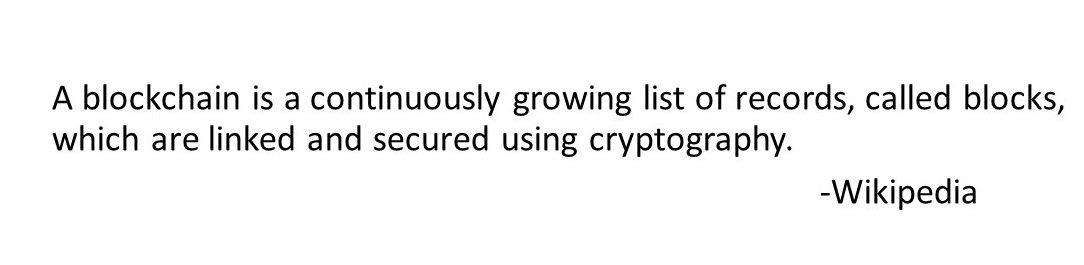 A blockchain is a continuously growing list of records, called blocks,
which are linked and secured using cryptography.
-Wikipedia